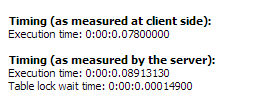 Timing (as measured at client side):
Execution time: 0:00:0.07800000
Timing (as measured by the server):
Execution time: 0:00:0.08913130
Table lock wait time: 0:00:0.00014900